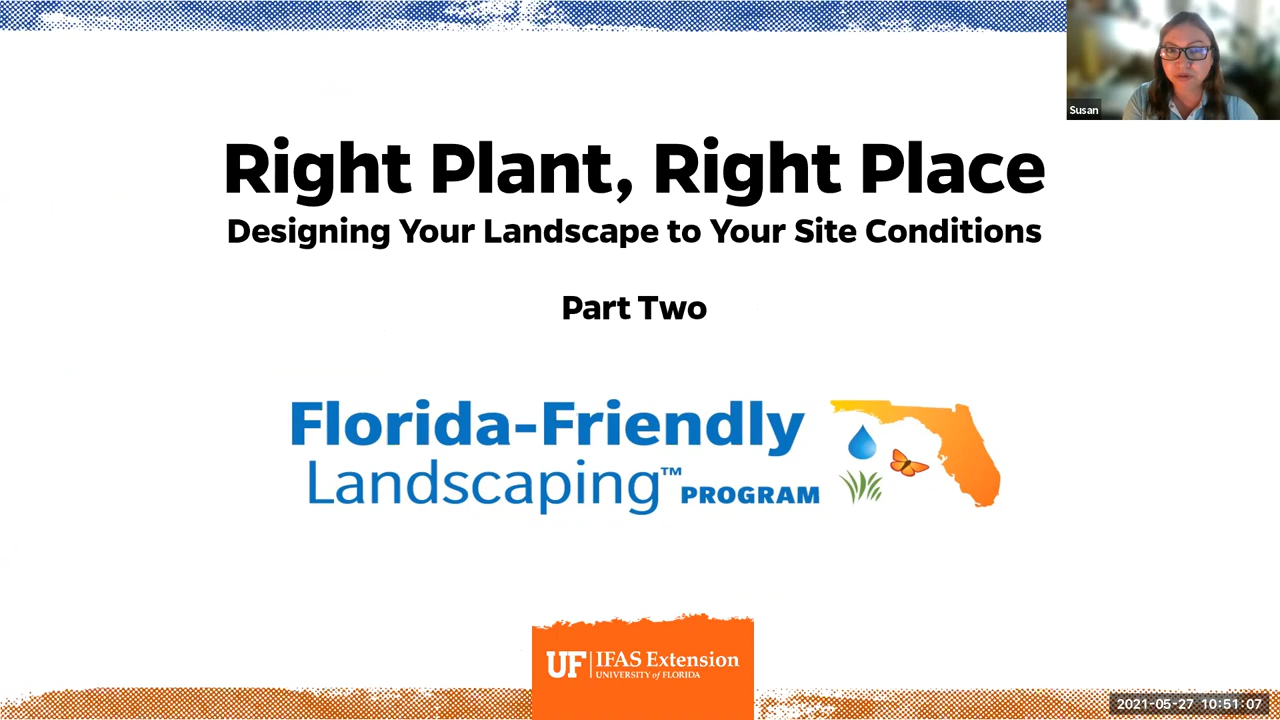 Susan
Right Plant, Right Place
Designing Your Landscape to Your Site Conditions
Part Two
Florida-Friendly
Landscaping™ PROGRAM
UF IFAS Extension
UNIVERSITY of FLORIDA
2021-05-27 10:51:07